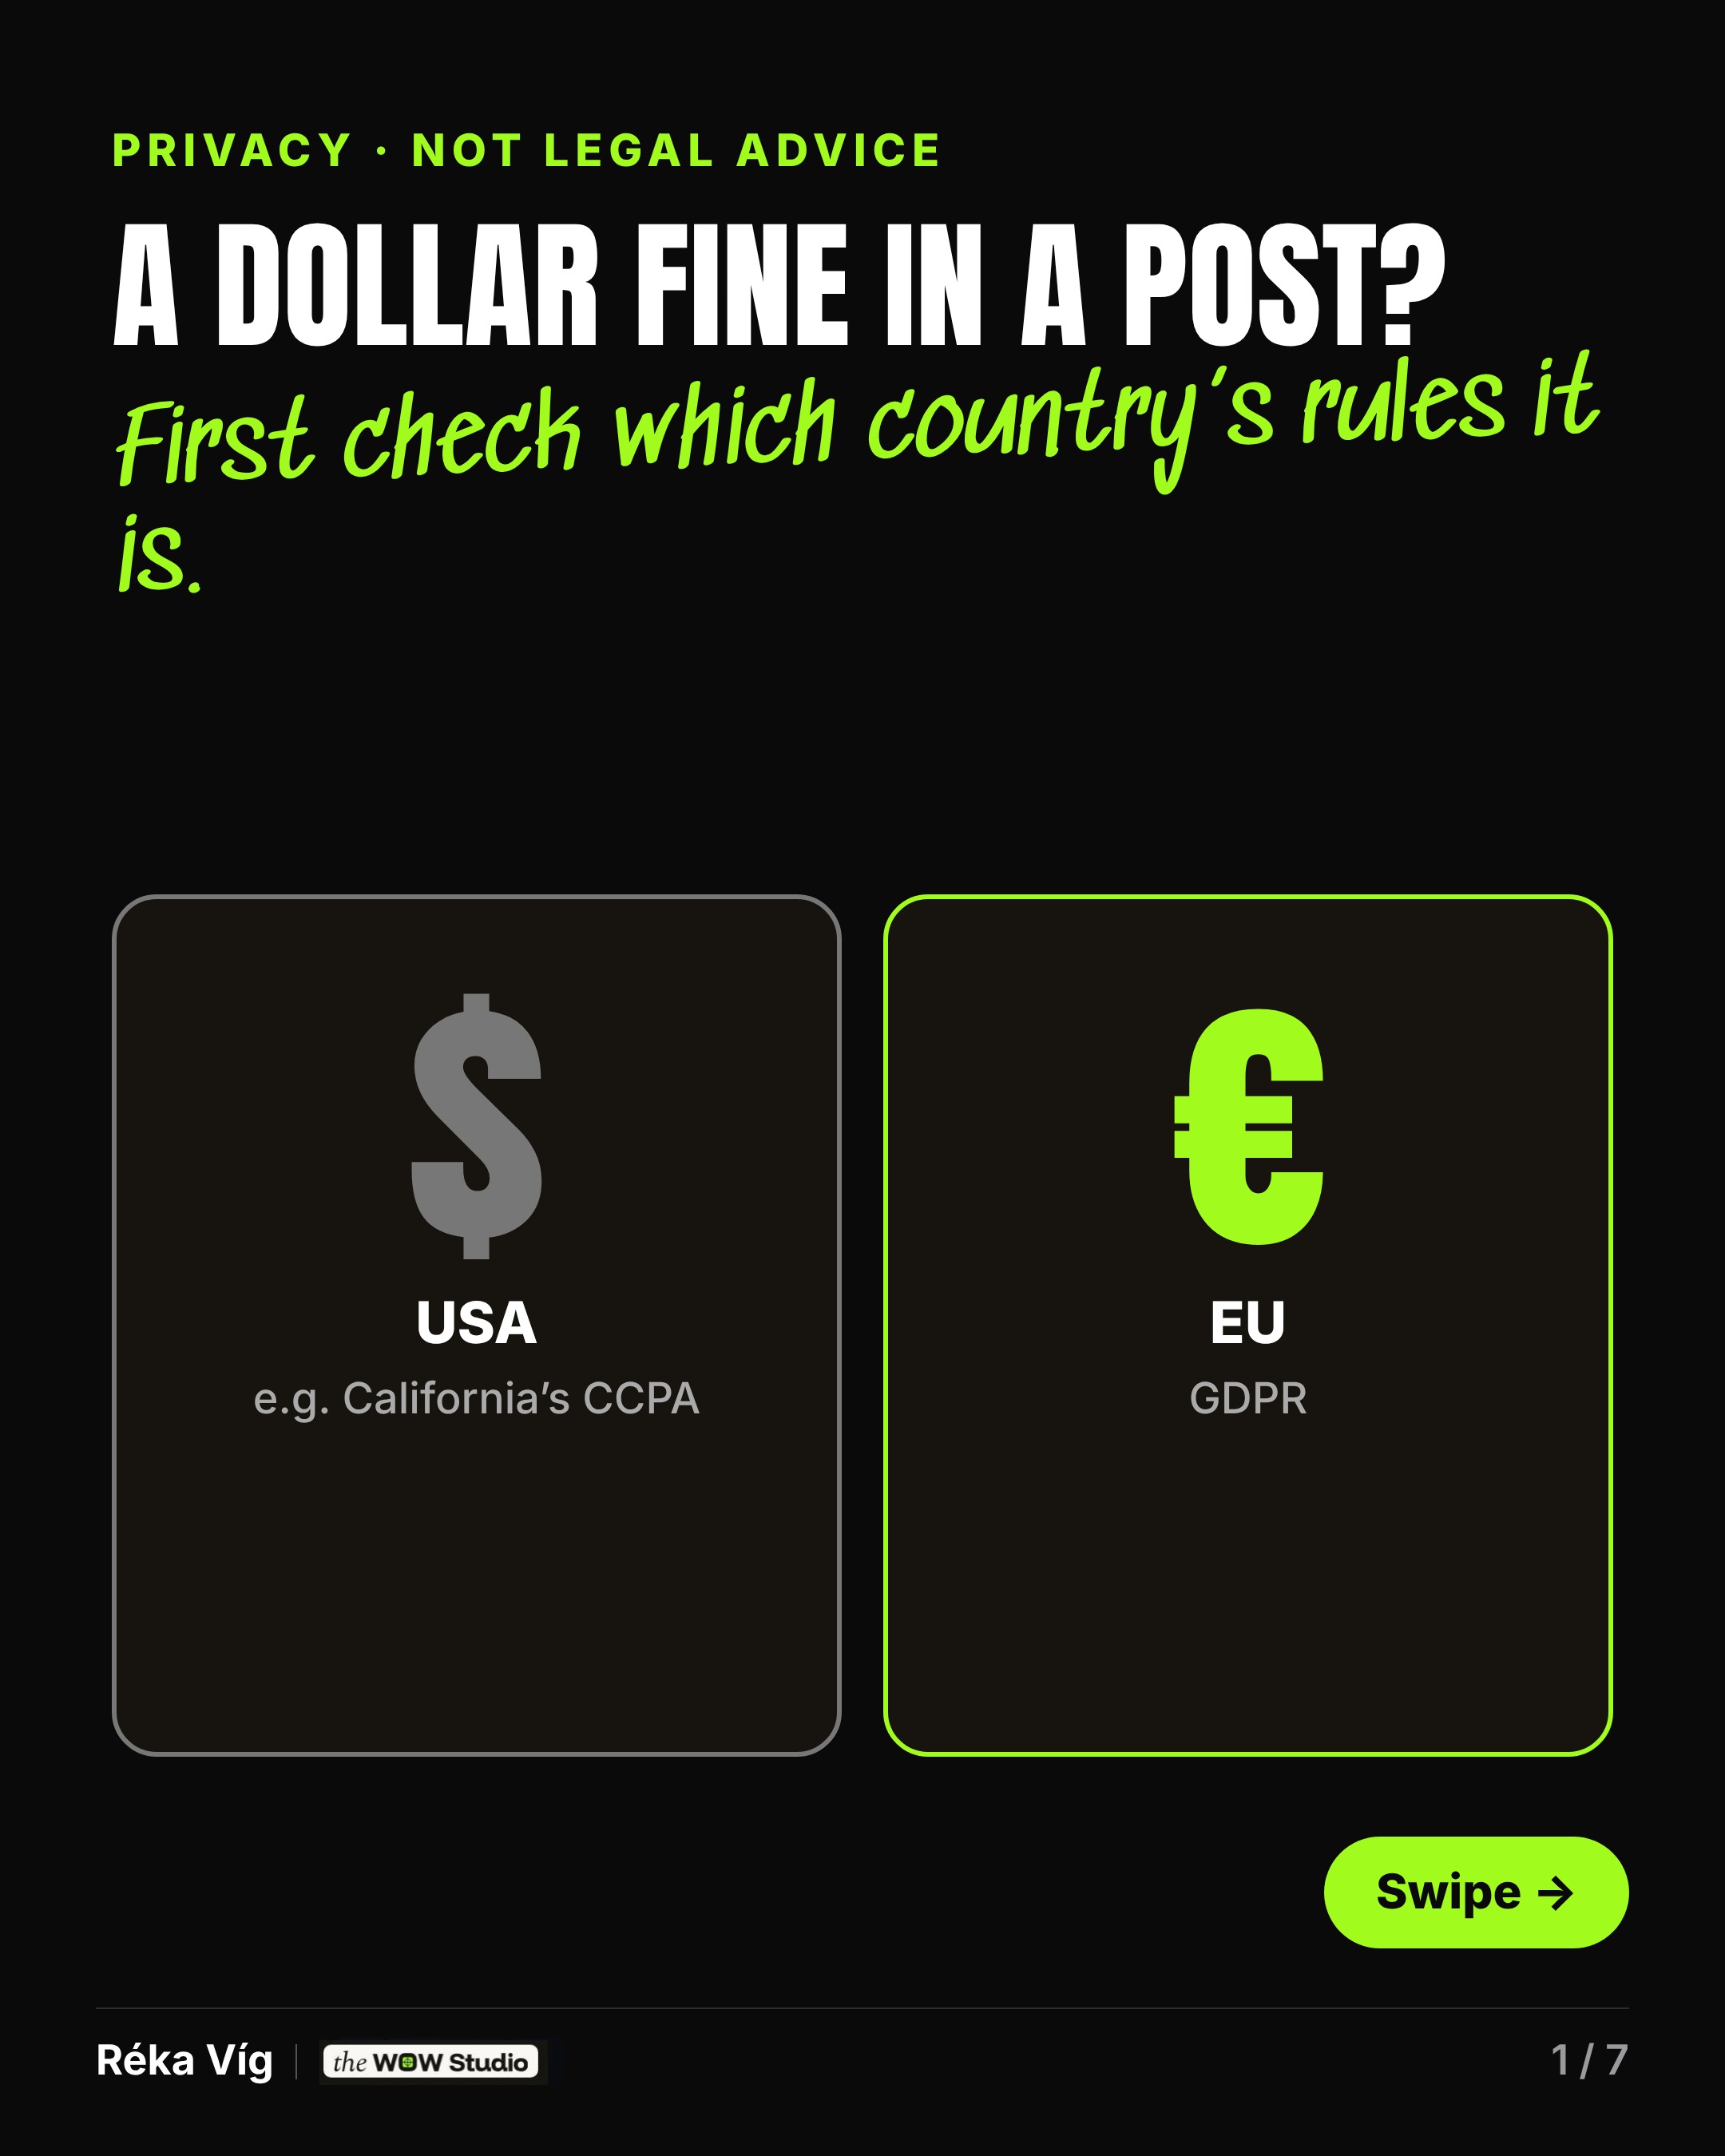 PRIVACY · NOT LEGAL ADVICE
A DOLLAR FINE IN A POST?
First check which country's rules it
is.
$
USA
e.g. California's CCPA
€
EU
GDPR
Swipe →
Réka Víg
the WOW Studio
1 / 7